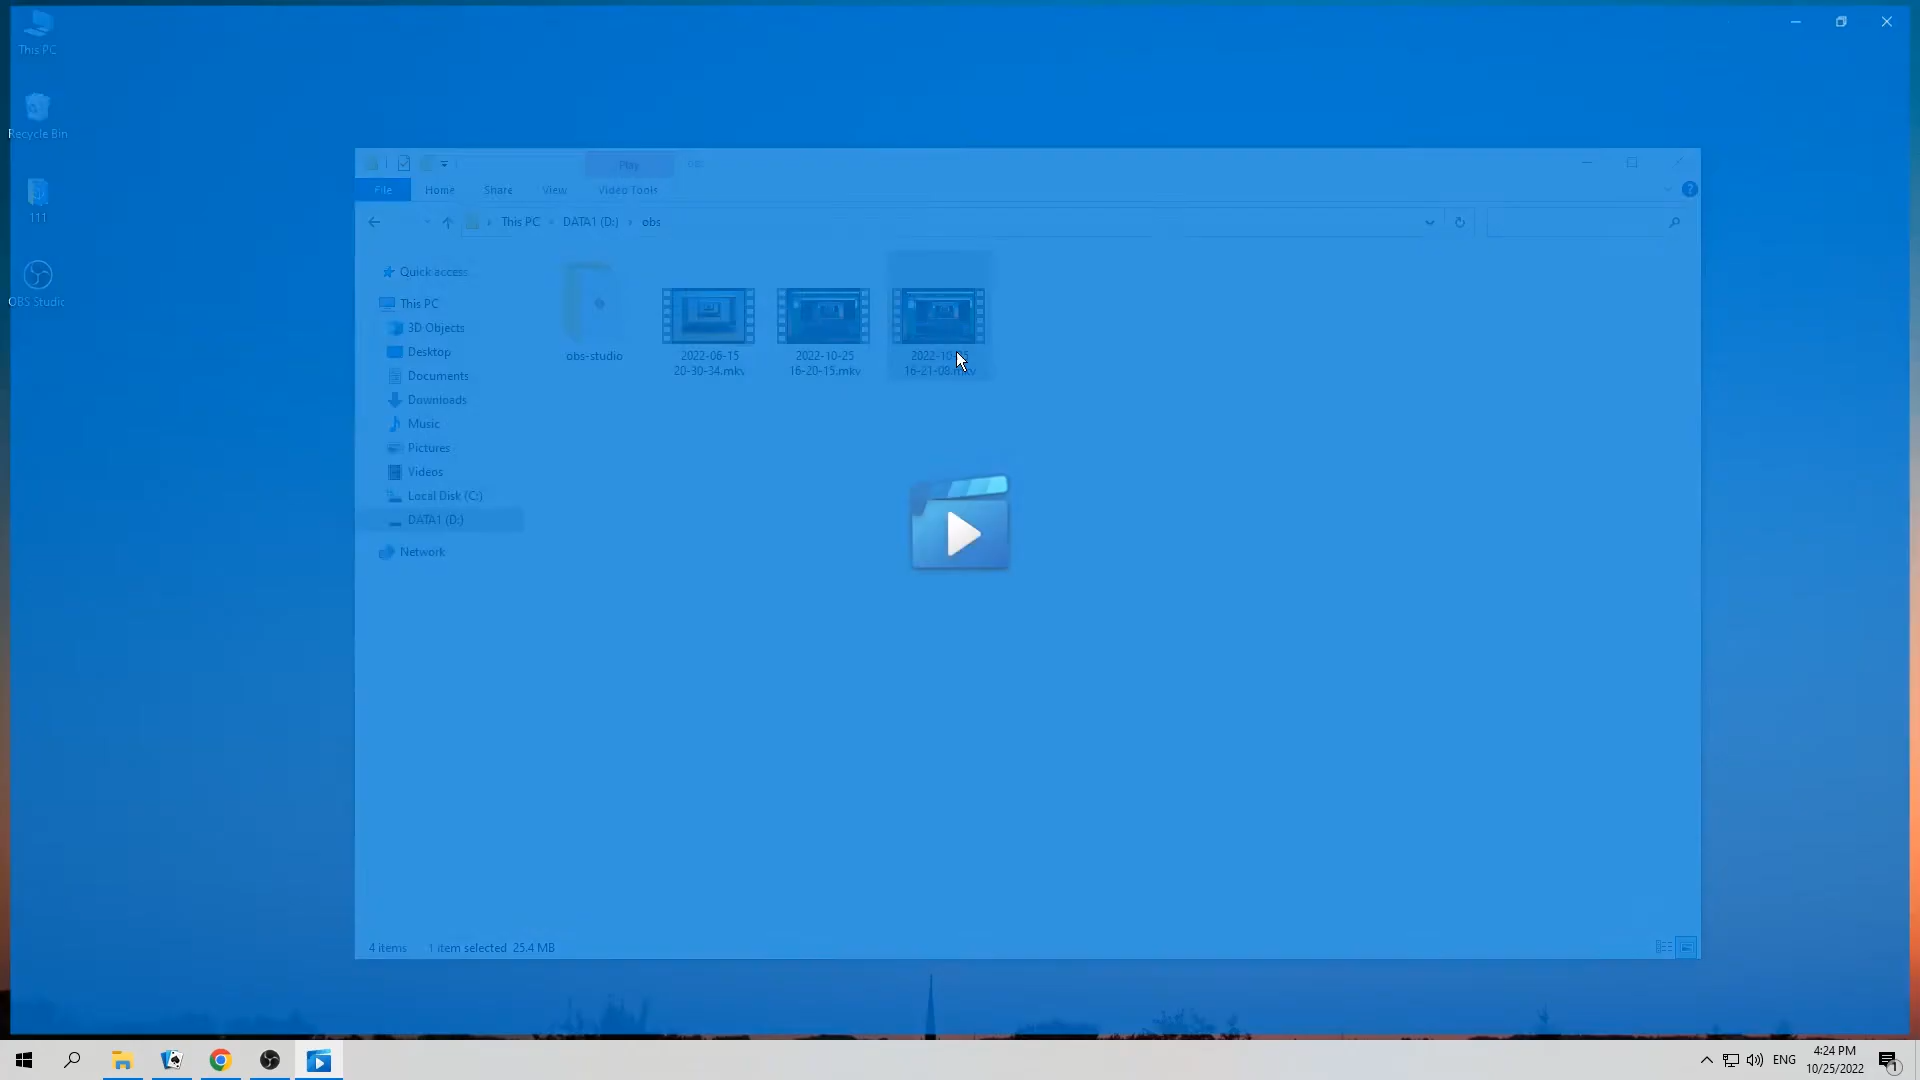 This PC
Recycle Bin
111
OBS Studio
Play
obs
File
Home
Share
View
Video Tools
This PC
DATA1 (D:)
obs
Quick access
This PC
3D Objects
Desktop
Documents
Downloads
Music
Pictures
Videos
Local Disk (C:)
DATA1 (D:)
Network
obs-studio
2022-06-15
20-30-34.mkv
2022-10-25
16-20-15.mkv
2022-10-25
16-21-08.mkv
4 items
1 item selected 25.4 MB
ENG
4:24 PM
10/25/2022
1